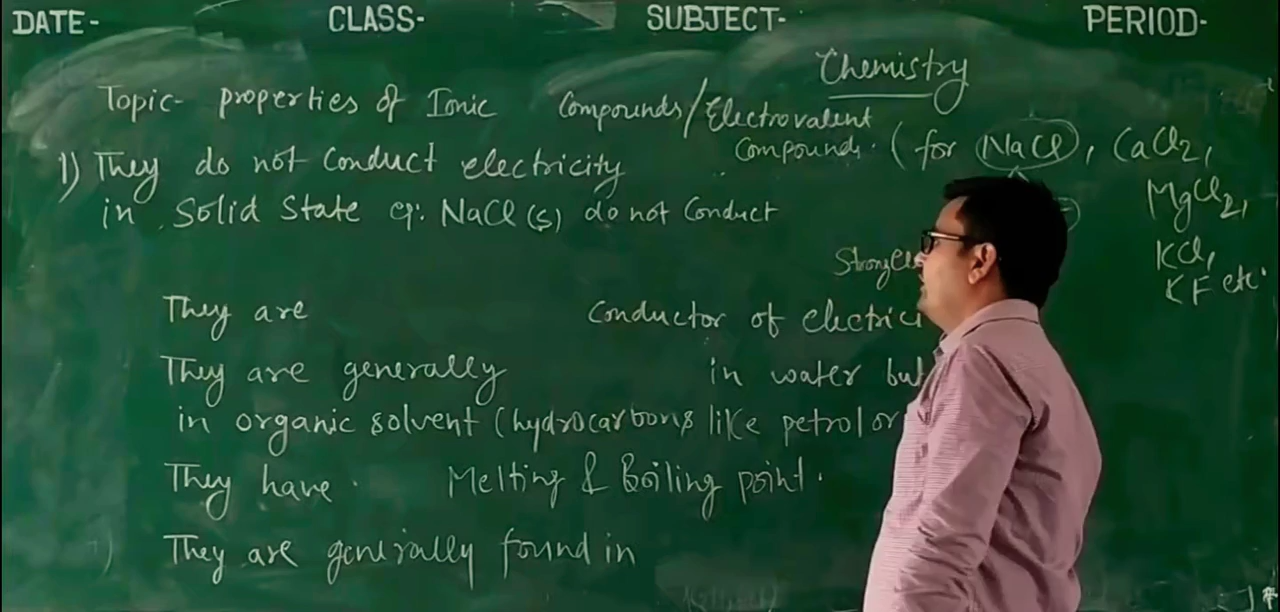 DATE- CLASS- SUBJECT- PERIOD-
Chemistry
Topic- properties of Ionic Compounds/Electrovalent
Compounds. (for NaCl, CaCl2,
1) They do not conduct electricity
MgCl2,
in solid state eg: NaCl(s) do not conduct
KCl,
KF etc.
They are conductor of
They are generally in water but
in organic solvent (hydrocarbons like petrol or
They have Melting & Boiling point.
They are generally found in